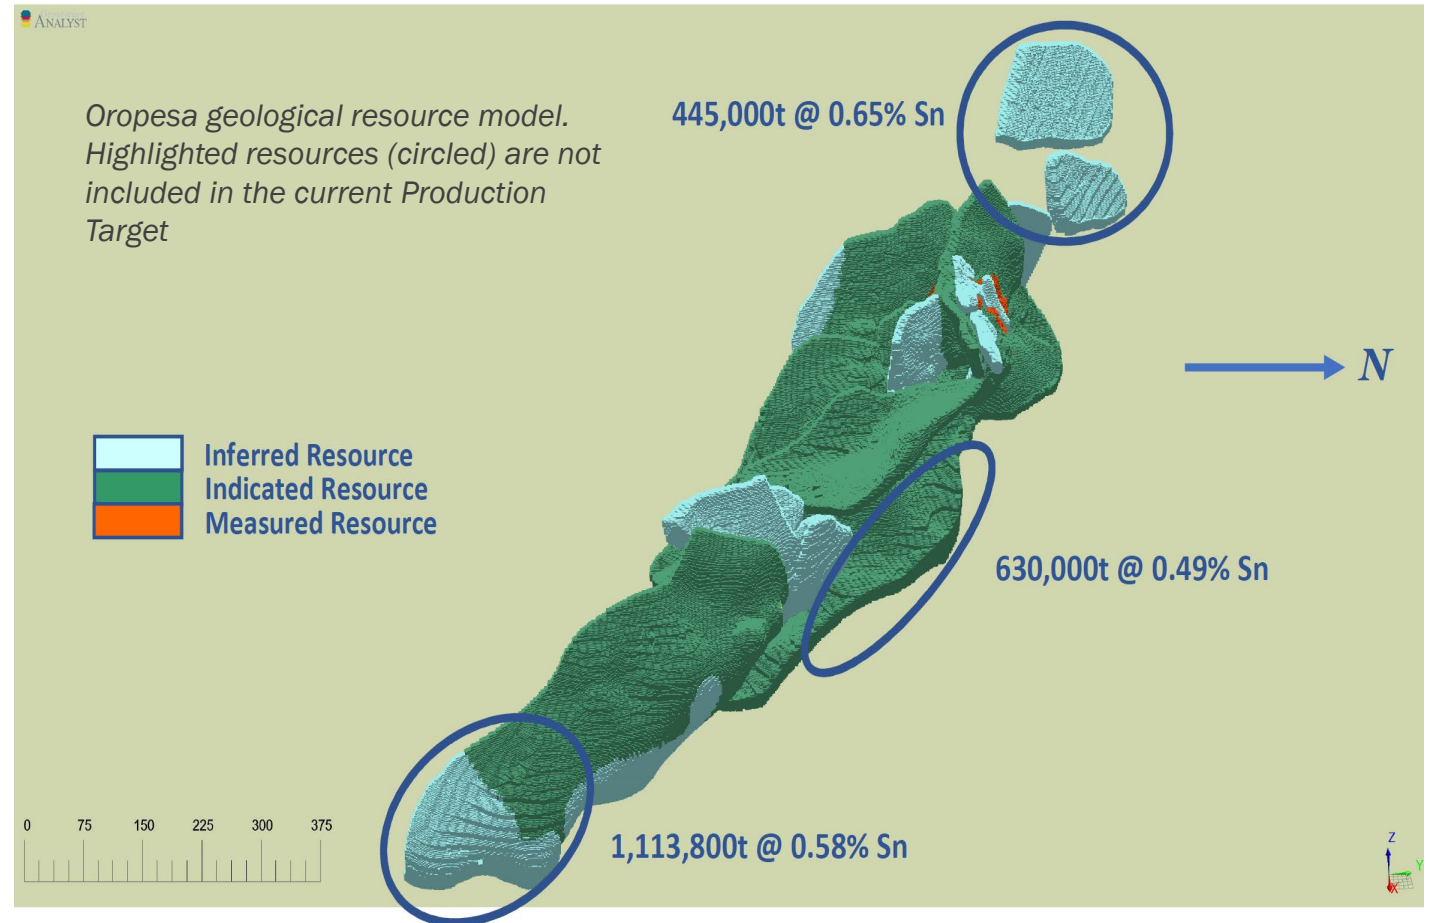 ANALYST
Oropesa geological resource model.
Highlighted resources (circled) are not
included in the current Production
Target
445,000t @ 0.65% Sn
N
Inferred Resource
Indicated Resource
Measured Resource
630,000t @ 0.49% Sn
0 75 150 225 300 375
1,113,800t @ 0.58% Sn
Z
Y
X